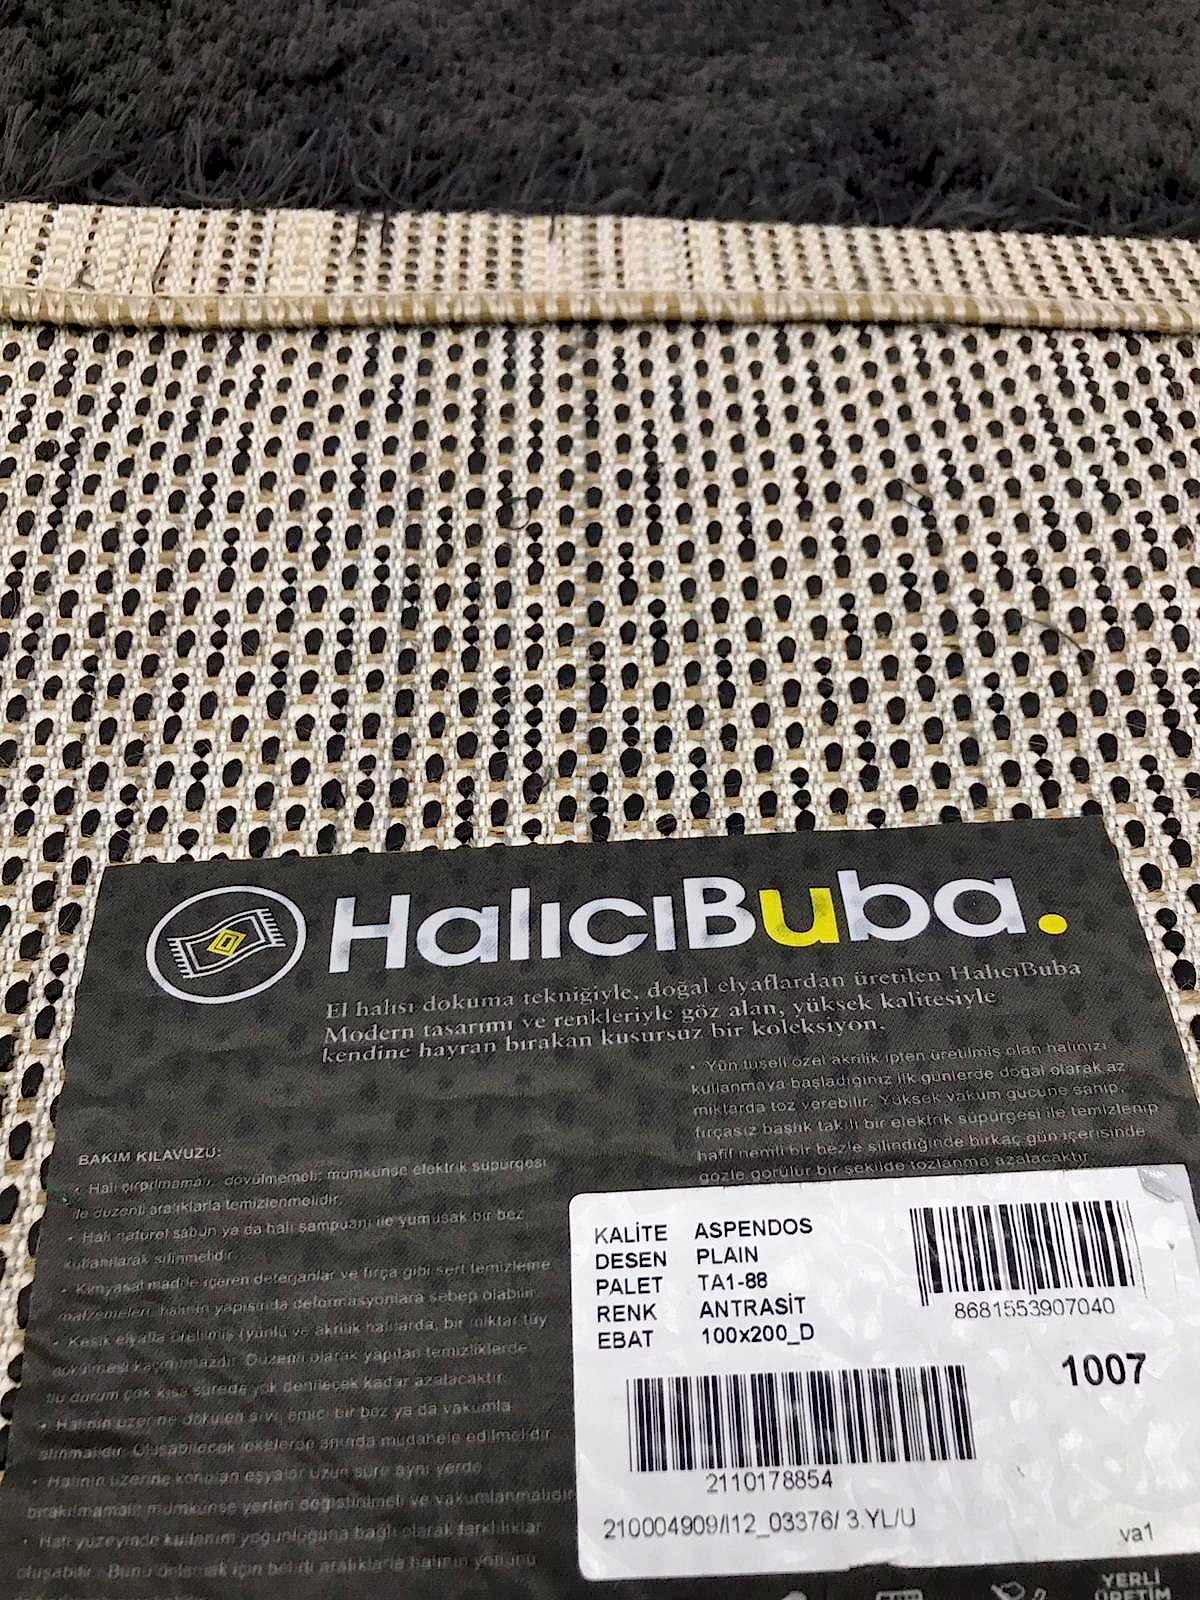 HalıcıBuba.
El halısı dokuma tekniğiyle, doğal elyaflardan üretilen HalıcıBuba
Modern tasarımı ve renkleriyle göz alan, yüksek kalitesiyle
kendine hayran bırakan kusursuz bir koleksiyon.
• Yün tuşeli özel akrilik ipten üretilmiş olan halınızı
kullanmaya başladığınız ilk günlerde doğal olarak az
miktarda toz verebilir. Yüksek vakum gücüne sahip,
fırçasız başlık takılı bir elektrik süpürgesi ile temizlenip
hafif nemli bir bezle silindiğinde birkaç gün içerisinde
gözle görülür bir şekilde tozlanma azalacaktır
BAKIM KILAVUZU:
• Halı çırpılmamalı, dövülmemeli; mümkünse elektrik süpürgesi
ile düzenli aralıklarla temizlenmelidir.
• Halı naturel sabun ya da halı şampuanı ile yumuşak bir bez
kullanılarak silinmelidir.
Kimyasal madde içeren deterjanlar ve fırça gibi sert temizleme
malzemeleri, halının yapısında deformasyonlara sebep olabilir.
• Kesik elyafla üretilmiş (yünlü ve akrilik halılarda, bir miktar tüy
dökülmesi kaçınılmazdır. Düzenli olarak yapılan temizliklerde
bu durum çok kısa sürede yok denilecek kadar azalacaktır.
• Halının üzerine dökülen sıvı, emici bir bez ya da vakumla
alınmalıdır. Oluşabilecek lekelerde anında müdahele edilmelidir
• Halının üzerine konulan eşyalar uzun süre aynı yerde
bırakılmamalı; mümkünse yerleri değiştirilmeli ve vakumlanmalıdır
• Halı yüzeyinde kullanım yoğunluğuna bağlı olarak farklılıklar
oluşabilir. Bunu önlemek için belirli aralıklarla halının yönünü
KALİTE ASPENDOS
DESEN PLAIN
PALET TA1-88
RENK ANTRASİT
EBAT 100x200_D
8681553907040
1007
2110178854
210004909/I12_03376/ 3.YL/U
va1
YERLİ
ÜRETİM